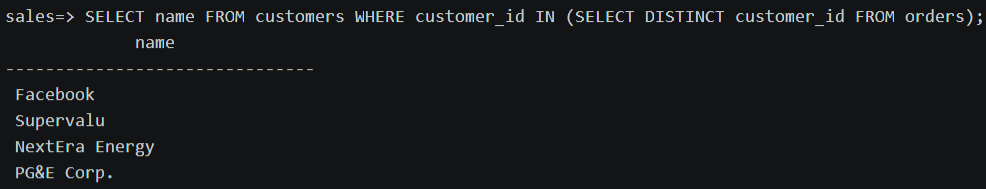 sales=> SELECT name FROM customers WHERE customer_id IN (SELECT DISTINCT customer_id FROM orders);
name
-------------------------------
Facebook
Supervalu
NextEra Energy
PG&E Corp.